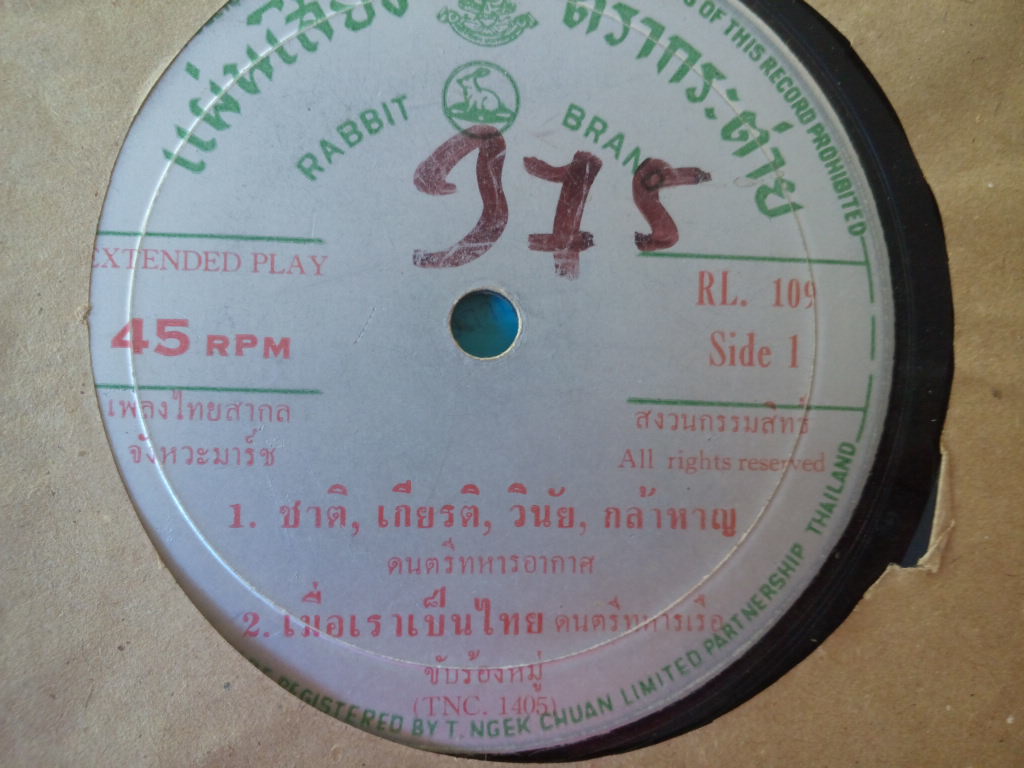 แผ่นเสียง ตรากระต่าย
RABBIT BRAND
975
OF THIS RECORD PROHIBITED
EXTENDED PLAY
45 RPM
RL. 109
Side 1
เพลงไทยสากล
จังหวะมาร์ช
สงวนกรรมสิทธิ์
All rights reserved
1. ชาติ, เกียรติ, วินัย, กล้าหาญ
ดนตรีทหารอากาศ
2. เมื่อเราเป็นไทย ดนตรีทหารเรือ
ขับร้องหมู่
(TNC. 1405)
REGISTERED BY T. NGEK CHUAN LIMITED PARTNERSHIP THAILAND